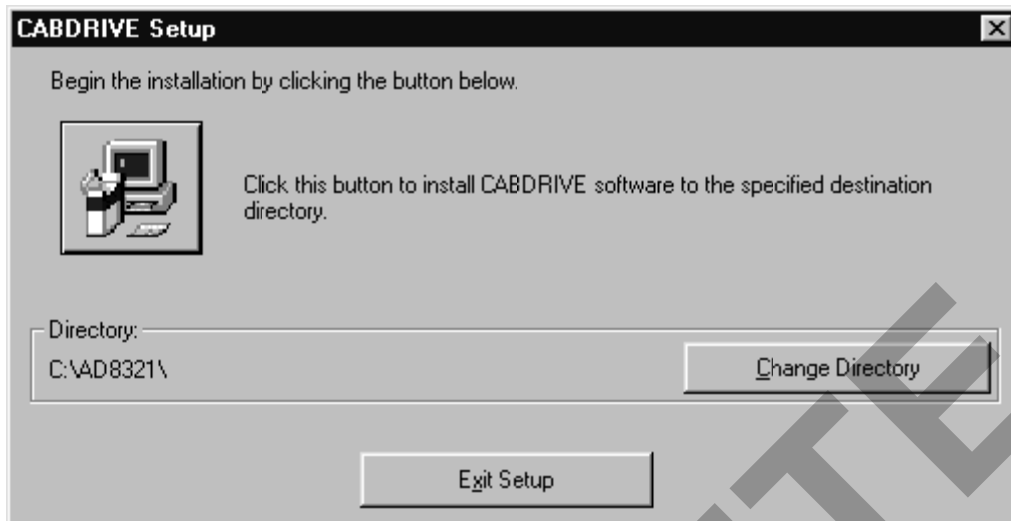 CABDRIVE Setup
Begin the installation by clicking the button below.
Click this button to install CABDRIVE software to the specified destination
directory.
Directory:
C:\AD8321\
Change Directory
Exit Setup